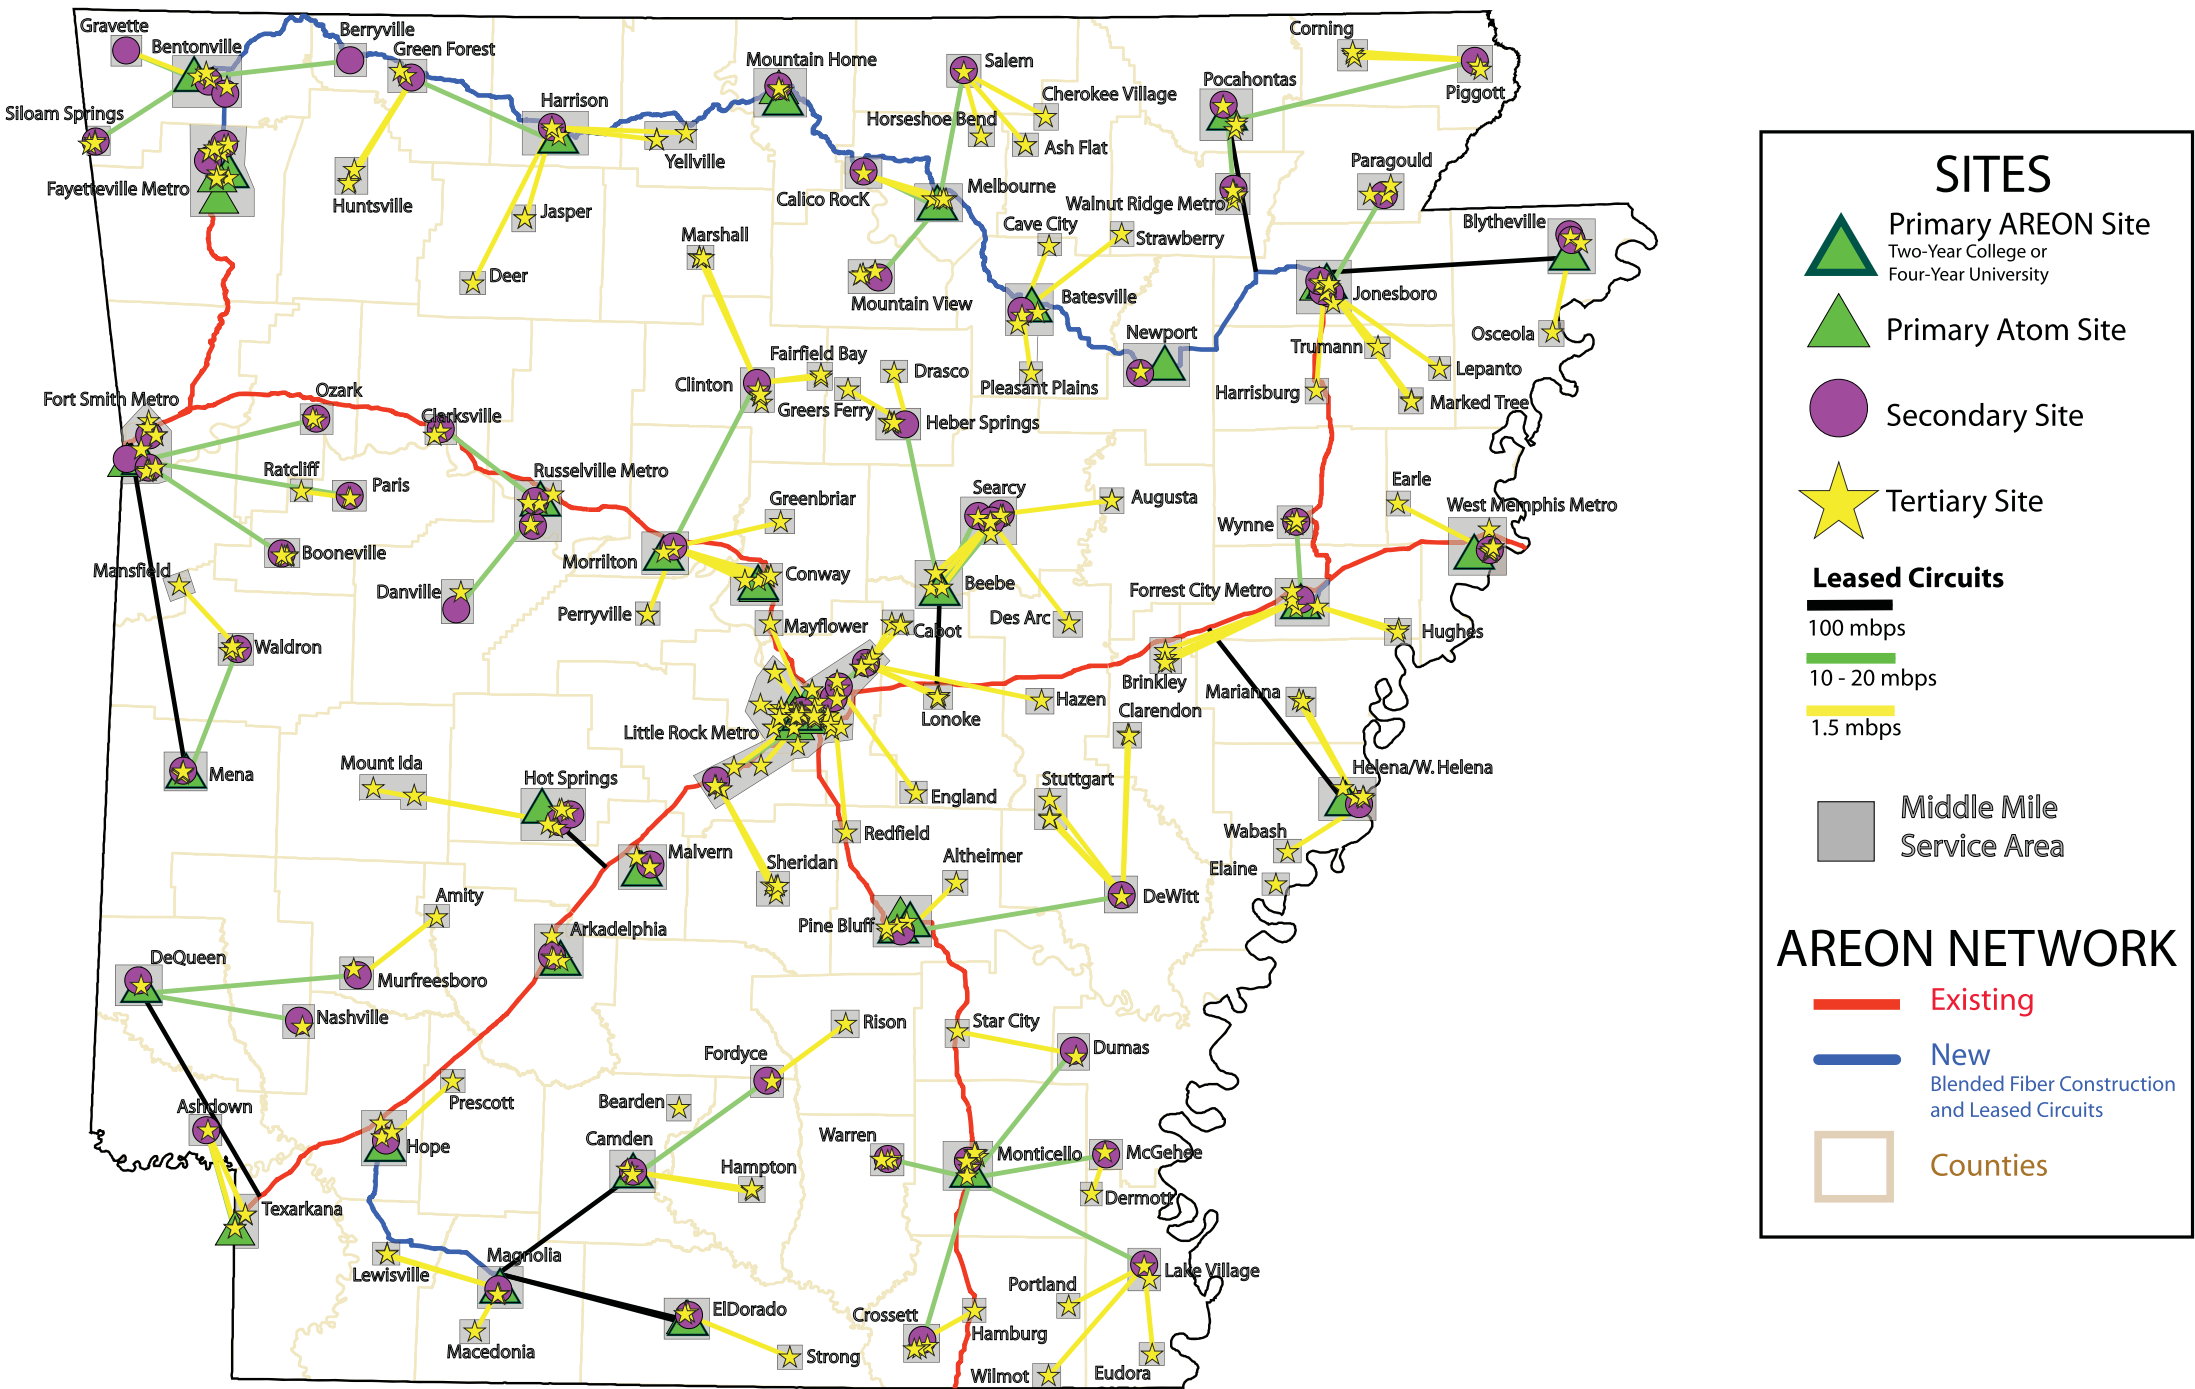 Gravette
Bentonville
Berryville
Green Forest
Siloam Springs
Harrison
Mountain Home
Salem
Cherokee Village
Horseshoe Bend
Ash Flat
Corning
Pocahontas
Piggott
Yellville
Fayetteville Metro
Huntsville
Jasper
Calico RocK
Melbourne
Walnut Ridge Metro
Paragould
Blytheville
Marshall
Cave City
Strawberry
Deer
Mountain View
Batesville
Jonesboro
Newport
Osceola
Trumann
Fairfield Bay
Drasco
Pleasant Plains
Lepanto
Clinton
Harrisburg
Marked Tree
Greers Ferry
Heber Springs
Fort Smith Metro
Ozark
Clarksville
Ratcliff
Paris
Russelville Metro
Greenbriar
Searcy
Augusta
Earle
West Memphis Metro
Wynne
Booneville
Mansfield
Morrilton
Conway
Beebe
Forrest City Metro
Danville
Perryville
Mayflower
Cabot
Des Arc
Hughes
Waldron
Brinkley
Marianna
Hazen
Lonoke
Clarendon
Little Rock Metro
Mena
Mount Ida
Hot Springs
Stuttgart
Helena/W. Helena
England
Redfield
Wabash
Malvern
Sheridan
Altheimer
Elaine
DeWitt
Amity
Arkadelphia
Pine Bluff
DeQueen
Murfreesboro
Nashville
Rison
Star City
Dumas
Fordyce
Prescott
Bearden
Ashdown
Hope
Camden
Warren
Monticello
McGehee
Hampton
Dermott
Texarkana
Lewisville
Magnolia
Lake Village
Portland
ElDorado
Crossett
Hamburg
Macedonia
Strong
Wilmot
Eudora
SITES
Primary AREON Site
Two-Year College or
Four-Year University
Primary Atom Site
Secondary Site
Tertiary Site
Leased Circuits
100 mbps
10 - 20 mbps
1.5 mbps
Middle Mile
Service Area
AREON NETWORK
Existing
New
Blended Fiber Construction
and Leased Circuits
Counties